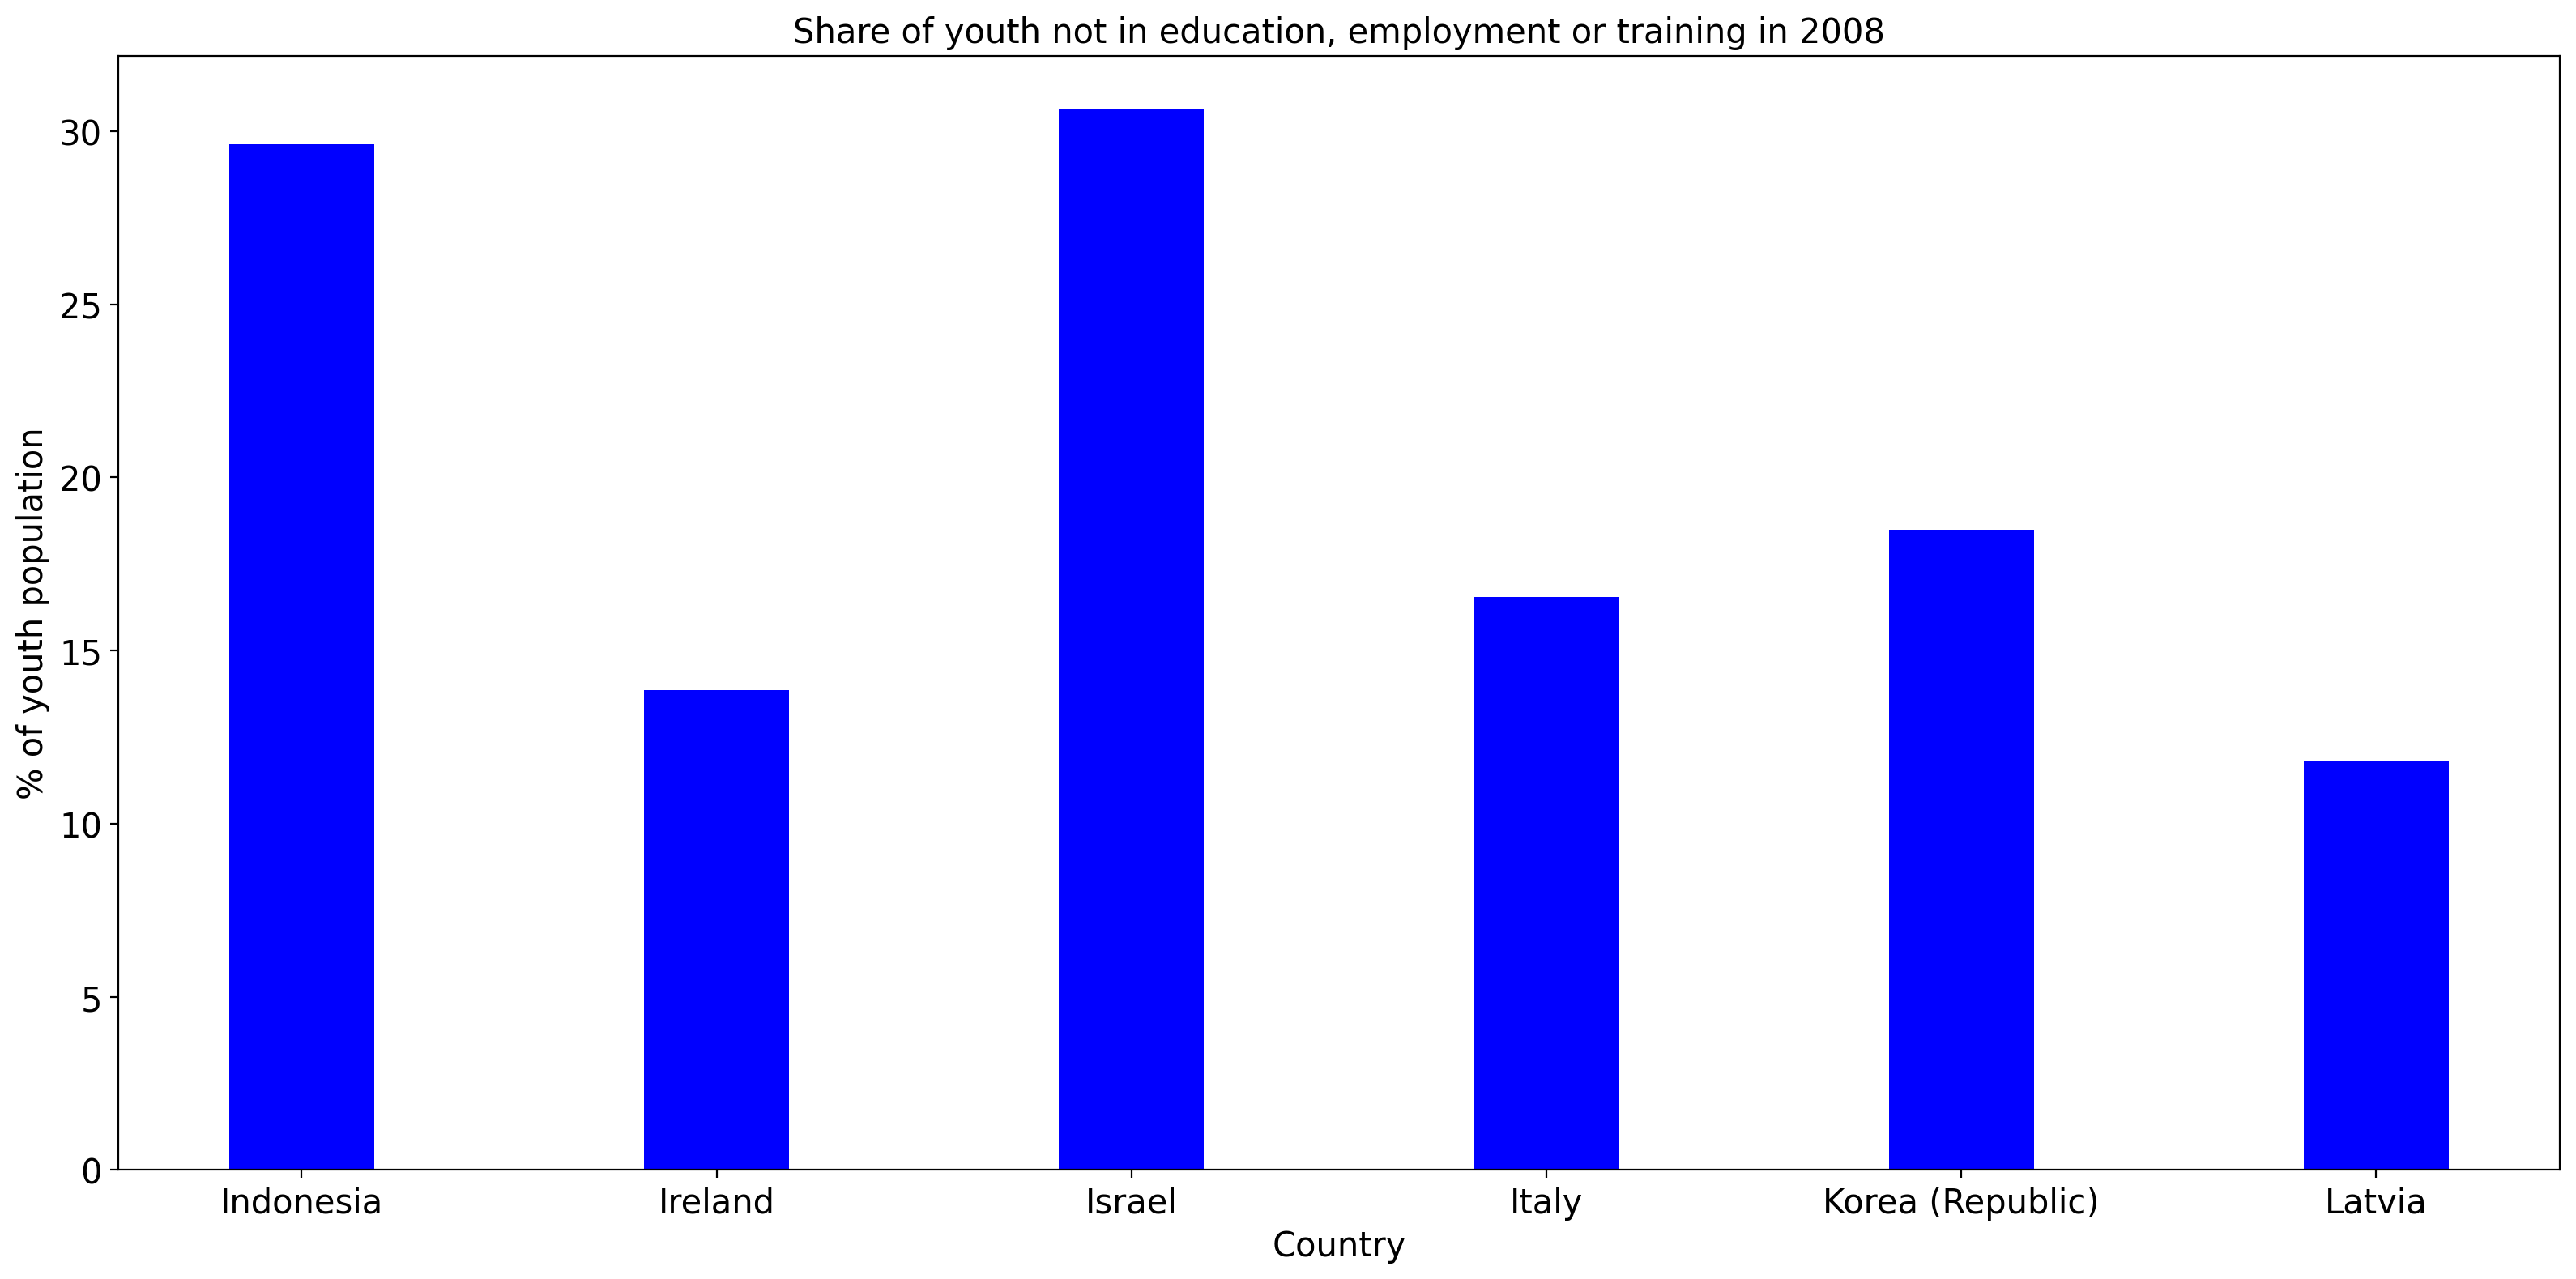 Share of youth not in education, employment or training in 2008
% of youth population
30
25
20
15
10
5
0
Indonesia Ireland Israel Italy Korea (Republic) Latvia
Country